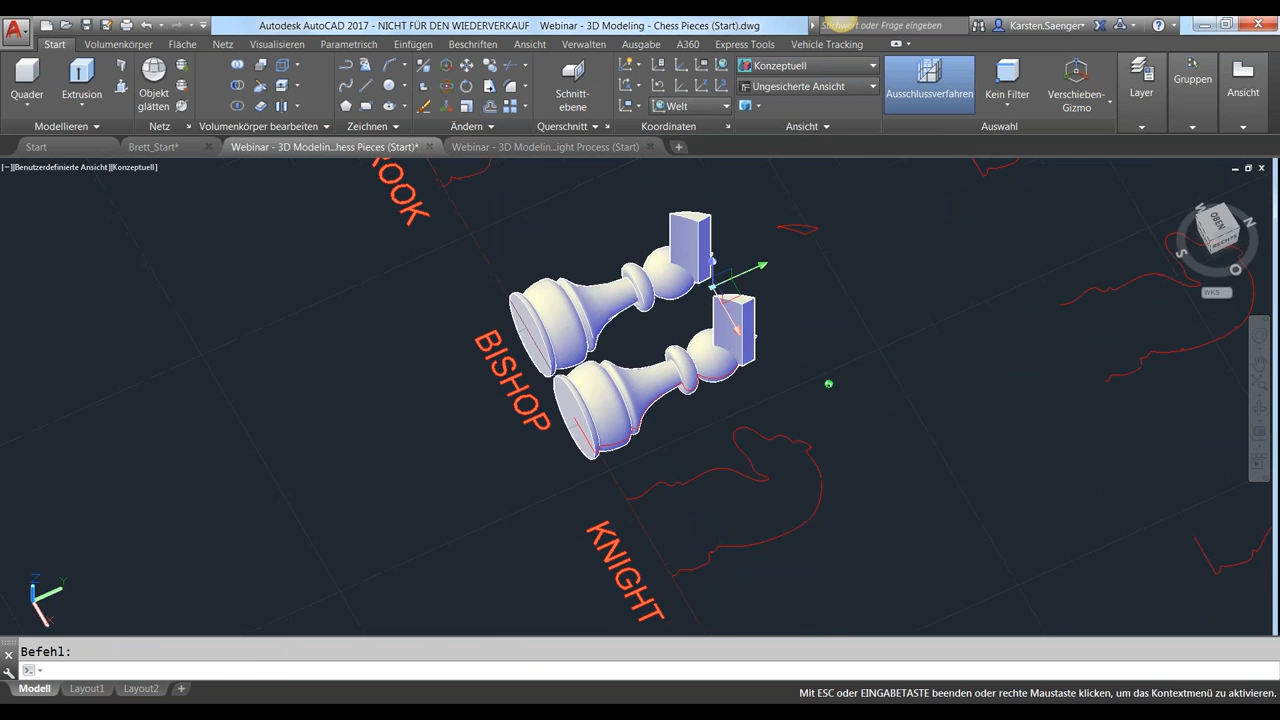 Autodesk AutoCAD 2017 - NICHT FÜR DEN WIEDERVERKAUF Webinar - 3D Modeling - Chess Pieces (Start).dwg
Stichwort oder Frage eingeben
Karsten.Saenger
Start Volumenkörper Fläche Netz Visualisieren Parametrisch Einfügen Beschriften Ansicht Verwalten Ausgabe A360 Express Tools Vehicle Tracking
Quader
Extrusion
Objekt
glätten
Schnitt-
ebene
Welt
Konzeptuell
Ungesicherte Ansicht
Ausschlussverfahren
Kein Filter
Verschieben-
Gizmo
Layer
Gruppen
Ansicht
Modellieren Netz Volumenkörper bearbeiten Zeichnen Ändern Querschnitt Koordinaten Ansicht Auswahl
Start Brett_Start* Webinar - 3D Modelin...hess Pieces (Start)* Webinar - 3D Modelin...ight Process (Start)
[−][Benutzerdefinierte Ansicht][Konzeptuell]
ROOK
BISHOP
KNIGHT
OBEN
RECHTS
W
N
S
O
WKS
Z
Y
X
Befehl:
Modell Layout1 Layout2
Mit ESC oder EINGABETASTE beenden oder rechte Maustaste klicken, um das Kontextmenü zu aktivieren.